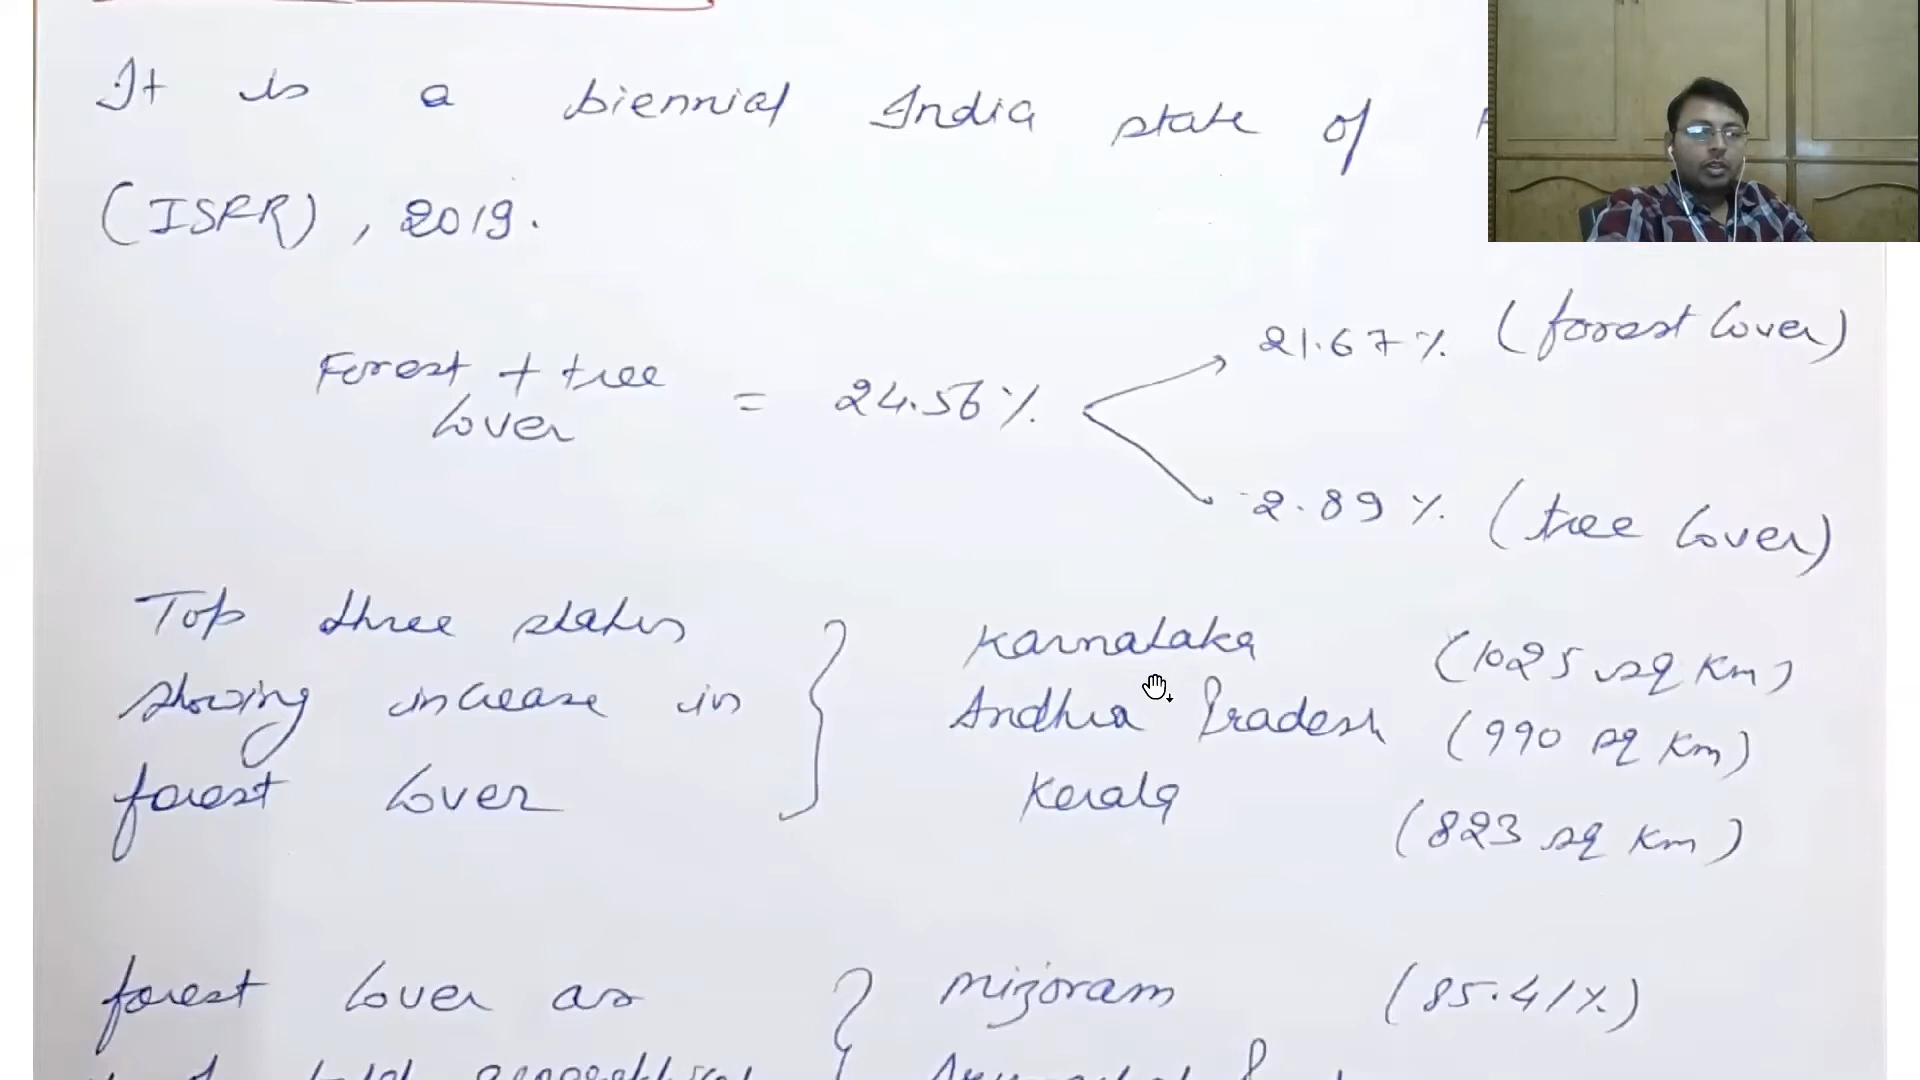 It is a biennial India state of
(ISFR), 2019.
21.67% (forest Cover)
Forest + tree = 24.56%
Cover
2.89% (tree Cover)
Top three states Karnataka (1025 sq km)
showing increase in Andhra Pradesh (990 sq km)
forest Cover Kerala (823 sq km)
forest Cover as mizoram (85.41%)